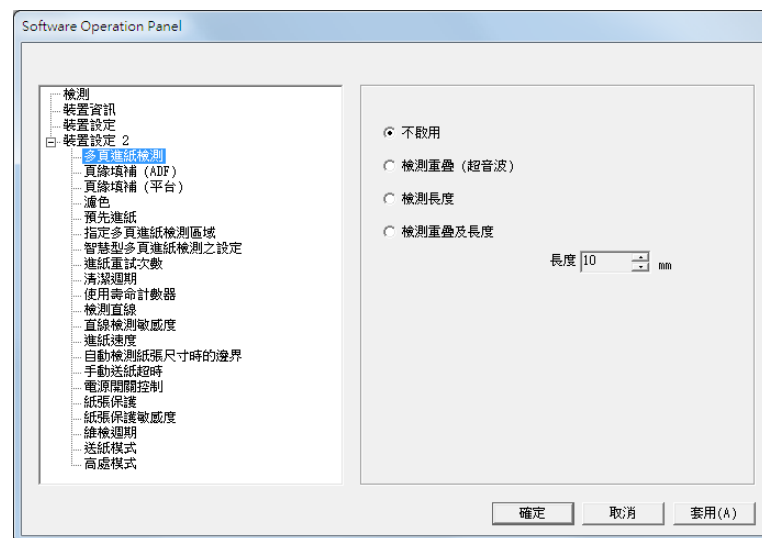 Software Operation Panel
檢測
裝置資訊
裝置設定
裝置設定 2
多頁進紙檢測
頁緣填補 (ADF)
頁緣填補 (平台)
濾色
預先進紙
指定多頁進紙檢測區域
智慧型多頁進紙檢測之設定
進紙重試次數
清潔週期
使用壽命計數器
檢測直線
直線檢測敏感度
進紙速度
自動檢測紙張尺寸時的邊界
手動送紙超時
電源開關控制
紙張保護
紙張保護敏感度
維檢週期
送紙模式
高處模式
不啟用
檢測重疊 (超音波)
檢測長度
檢測重疊及長度
長度 10 mm
確定 取消 套用(A)